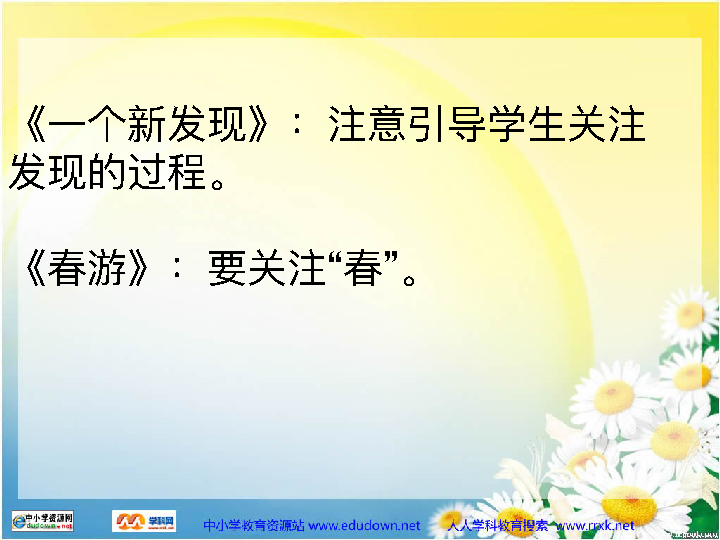 《一个新发现》：注意引导学生关注
发现的过程。
《春游》：要关注“春”。
中小学资源网
edudown.net
学科网
中小学教育资源站 www.edudown.net 人人学科教育搜索 www.rrxk.net